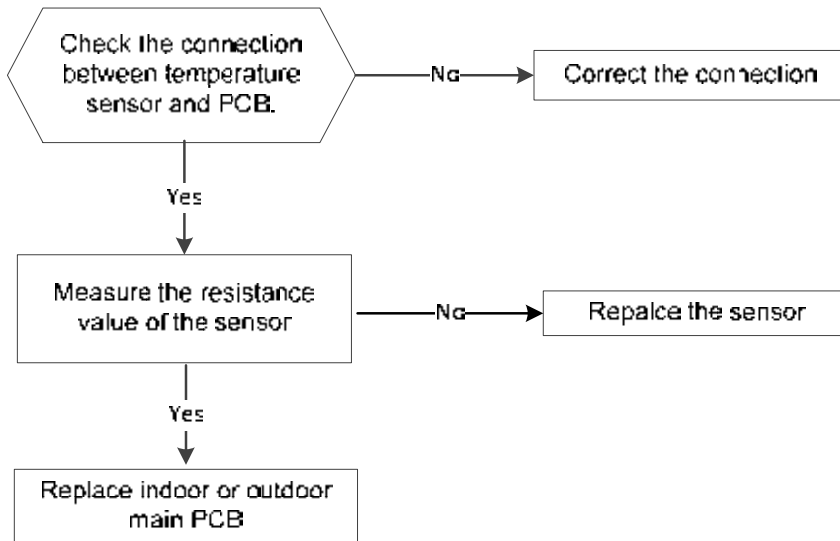 Check the connection
between temperature
sensor and PCB.
No
Correct the connection
Yes
Measure the resistance
value of the sensor
No
Repalce the sensor
Yes
Replace indoor or outdoor
main PCB